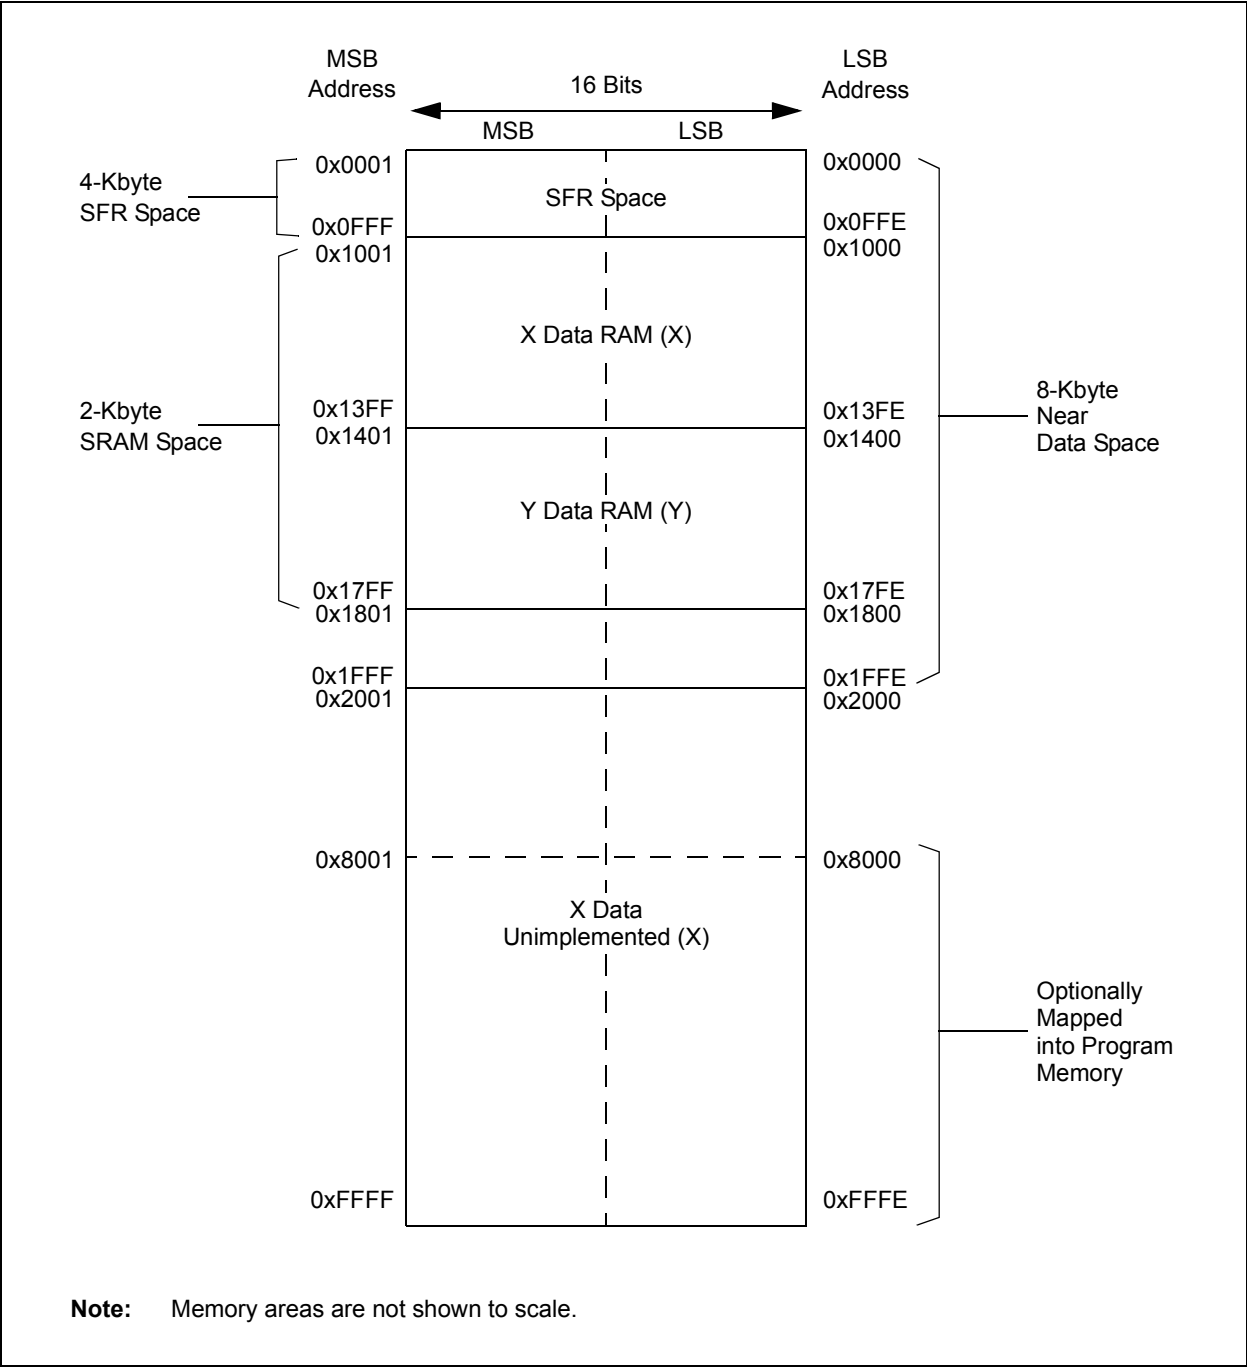 MSB
Address
16 Bits
LSB
Address
MSB
LSB
4-Kbyte
SFR Space
0x0001
0x0000
SFR Space
0x0FFF
0x0FFE
0x1001
0x1000
X Data RAM (X)
2-Kbyte
SRAM Space
0x13FF
0x13FE
0x1401
0x1400
8-Kbyte
Near
Data Space
Y Data RAM (Y)
0x17FF
0x17FE
0x1801
0x1800
0x1FFF
0x1FFE
0x2001
0x2000
0x8001
0x8000
X Data
Unimplemented (X)
Optionally
Mapped
into Program
Memory
0xFFFF
0xFFFE
Note: Memory areas are not shown to scale.